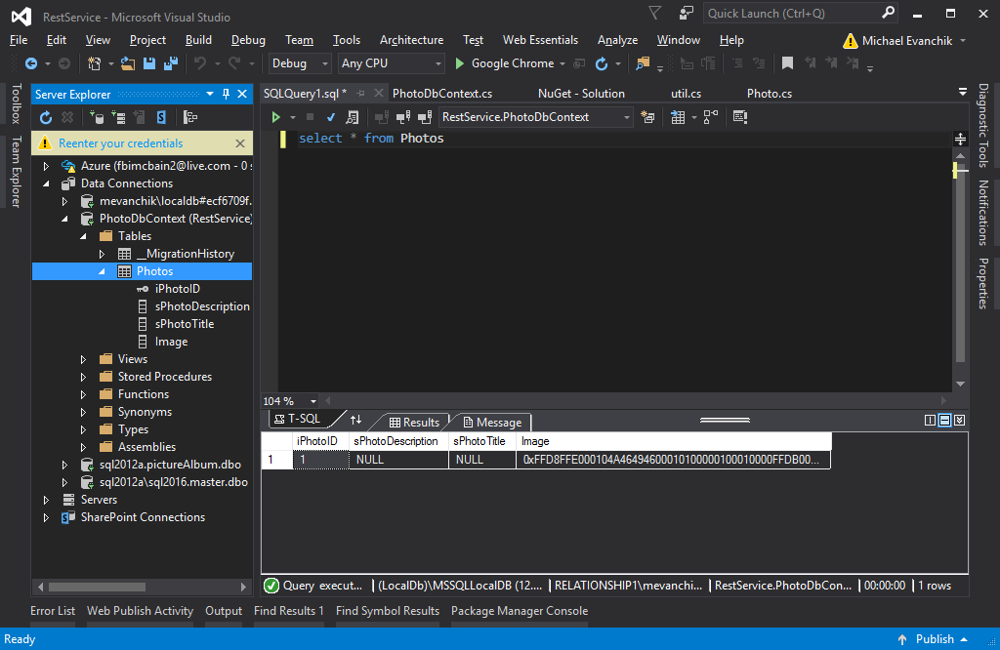 RestService - Microsoft Visual Studio
Quick Launch (Ctrl+Q)
File Edit View Project Build Debug Team Tools Architecture Test Web Essentials Analyze Window Help
Michael Evanchik
Debug Any CPU Google Chrome
Toolbox
Team Explorer
Server Explorer
Reenter your credentials
Azure (fbimcbain2@live.com - 0 s
Data Connections
mevanchik\localdb#ecf6709f.
PhotoDbContext (RestService)
Tables
__MigrationHistory
Photos
iPhotoID
sPhotoDescription
sPhotoTitle
Image
Views
Stored Procedures
Functions
Synonyms
Types
Assemblies
sql2012a.pictureAlbum.dbo
sql2012a\sql2016.master.dbo
Servers
SharePoint Connections
SQLQuery1.sql * PhotoDbContext.cs NuGet - Solution util.cs Photo.cs
RestService.PhotoDbContext
select * from Photos
104 %
T-SQL Results Message
iPhotoID sPhotoDescription sPhotoTitle Image
1 1 NULL NULL 0xFFD8FFE000104A46494600010100000100010000FFDB00...
Query execut... (LocalDb)\MSSQLLocalDB (12.... RELATIONSHIP1\mevanchi... RestService.PhotoDbCon... 00:00:00 1 rows
Diagnostic Tools
Notifications
Properties
Error List Web Publish Activity Output Find Results 1 Find Symbol Results Package Manager Console
Ready Publish